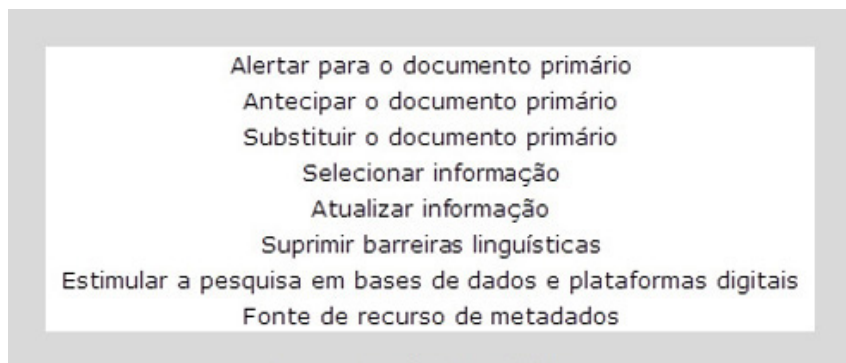 Alertar para o documento primário
Antecipar o documento primário
Substituir o documento primário
Selecionar informação
Atualizar informação
Suprimir barreiras linguísticas
Estimular a pesquisa em bases de dados e plataformas digitais
Fonte de recurso de metadados